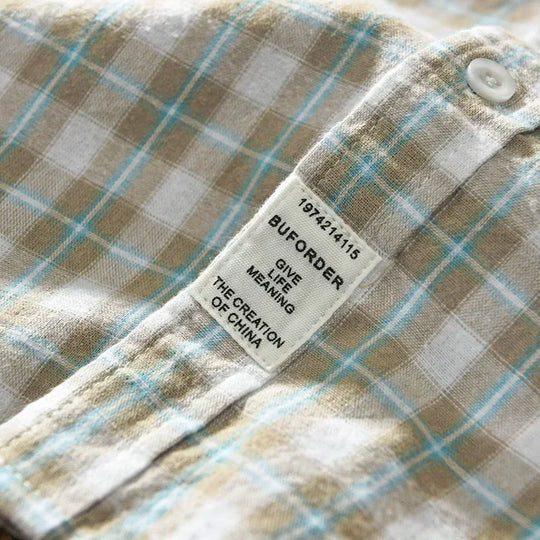 1974214115
BUFORDER
GIVE
LIFE
MEANING
THE CREATION
OF CHINA